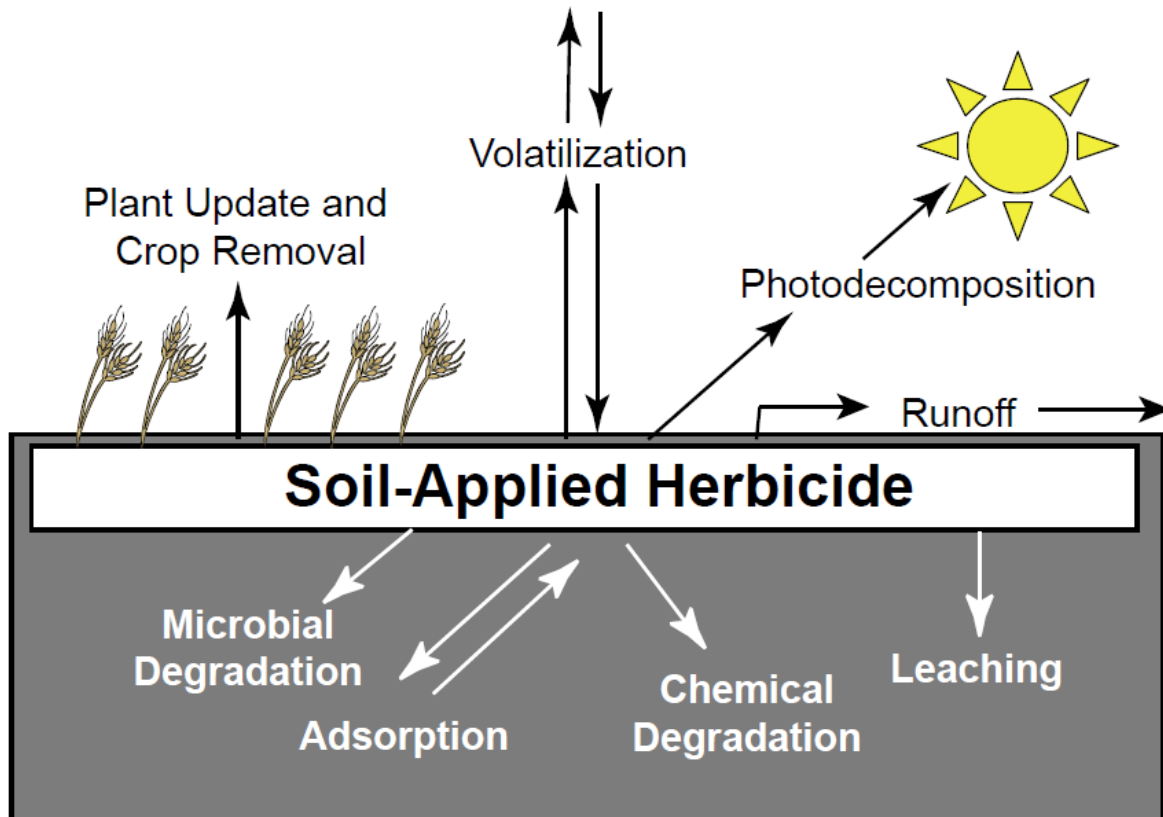 Volatilization
Plant Update and
Crop Removal
Photodecomposition
Runoff
Soil-Applied Herbicide
Microbial
Degradation
Adsorption
Chemical
Degradation
Leaching